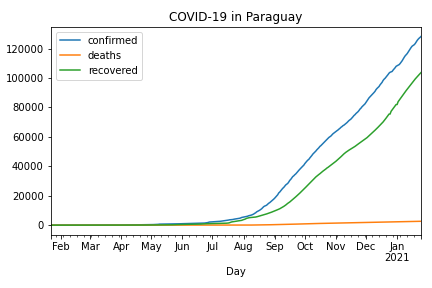 COVID-19 in Paraguay
confirmed
deaths
recovered
120000
100000
80000
60000
40000
20000
0
Feb Mar Apr May Jun Jul Aug Sep Oct Nov Dec Jan
2021
Day